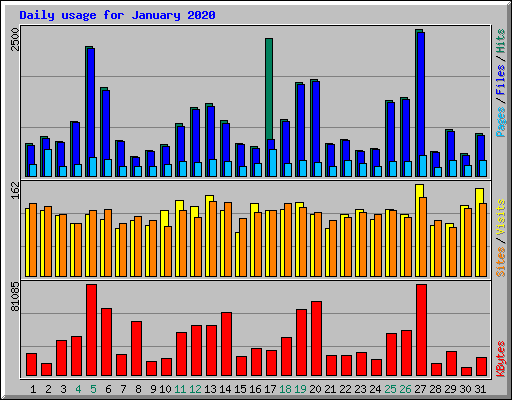 Daily usage for January 2020
2500
Pages / Files / Hits
162
Sites / Visits
81085
KBytes
1 2 3 4 5 6 7 8 9 10 11 12 13 14 15 16 17 18 19 20 21 22 23 24 25 26 27 28 29 30 31